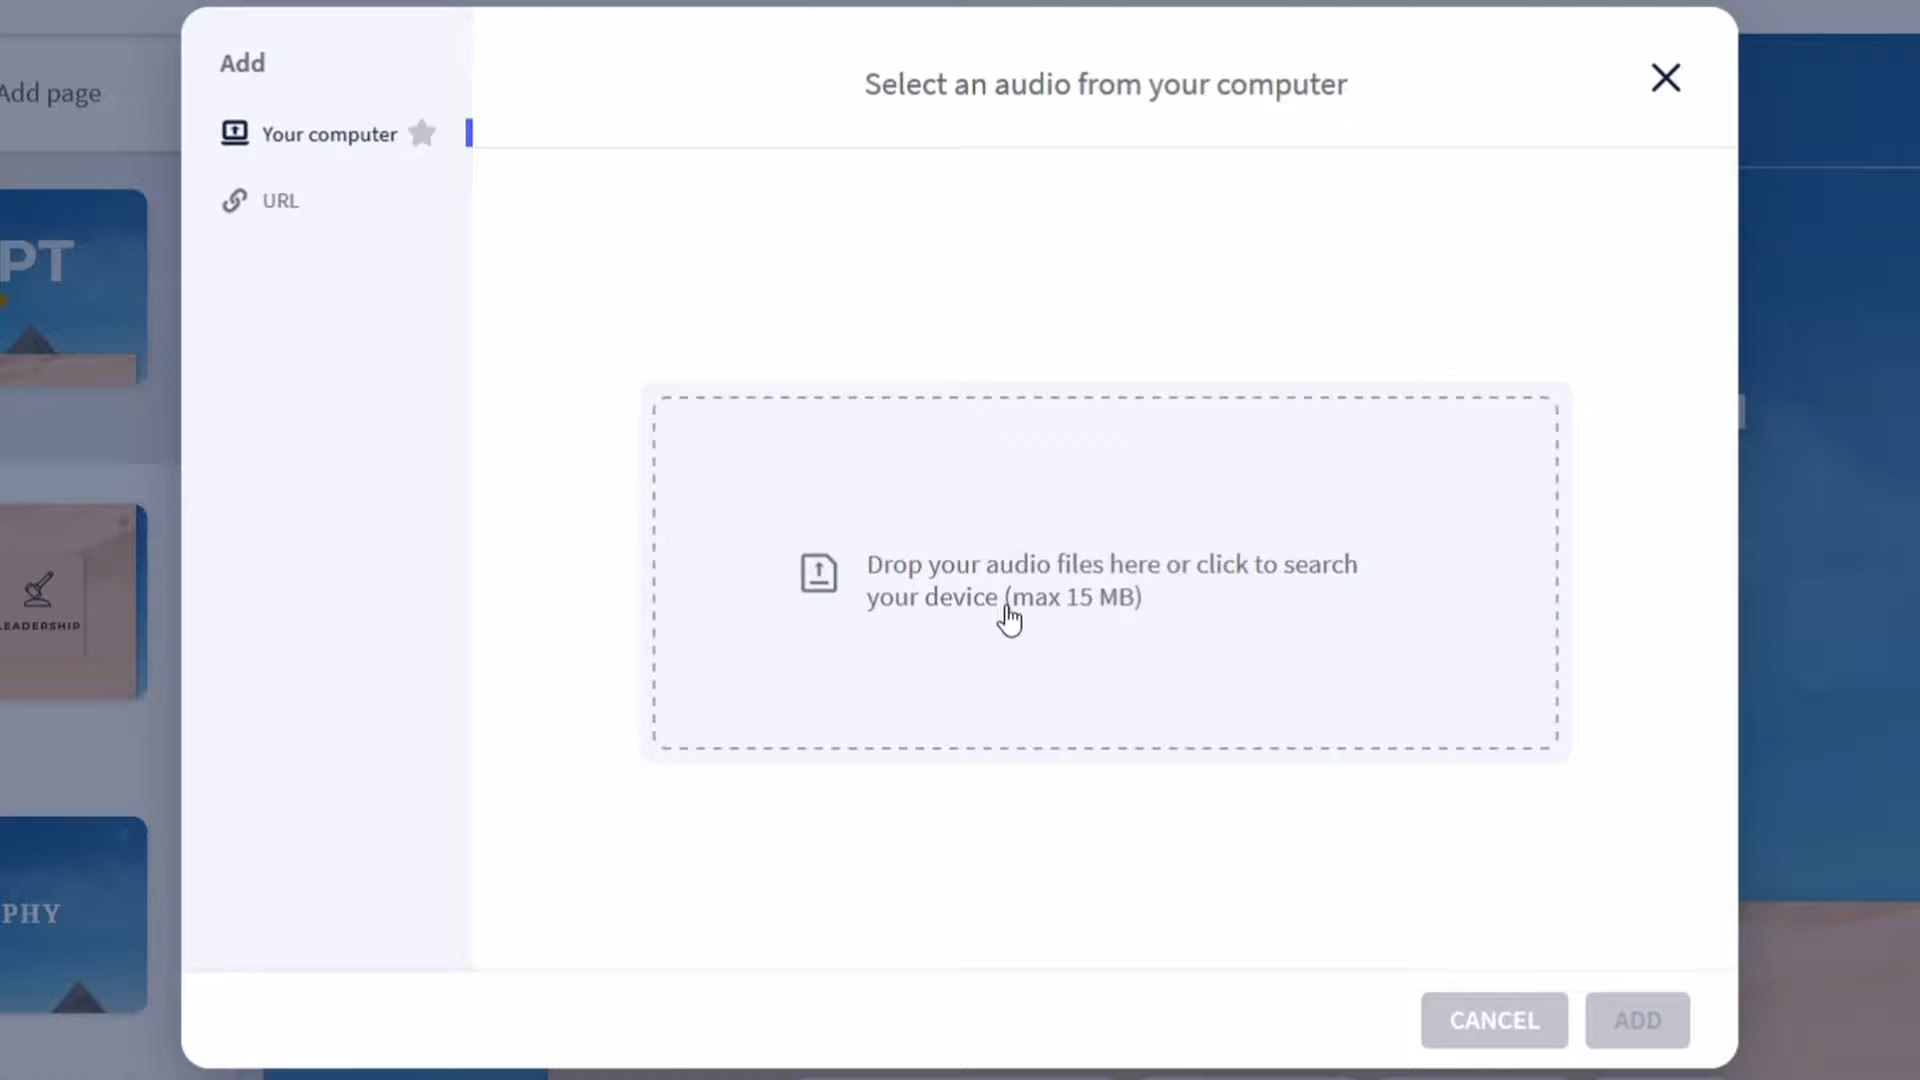 Add
Select an audio from your computer
Add page
Your computer
URL
PT
Drop your audio files here or click to search
your device (max 15 MB)
LEADERSHIP
PHY
CANCEL
ADD